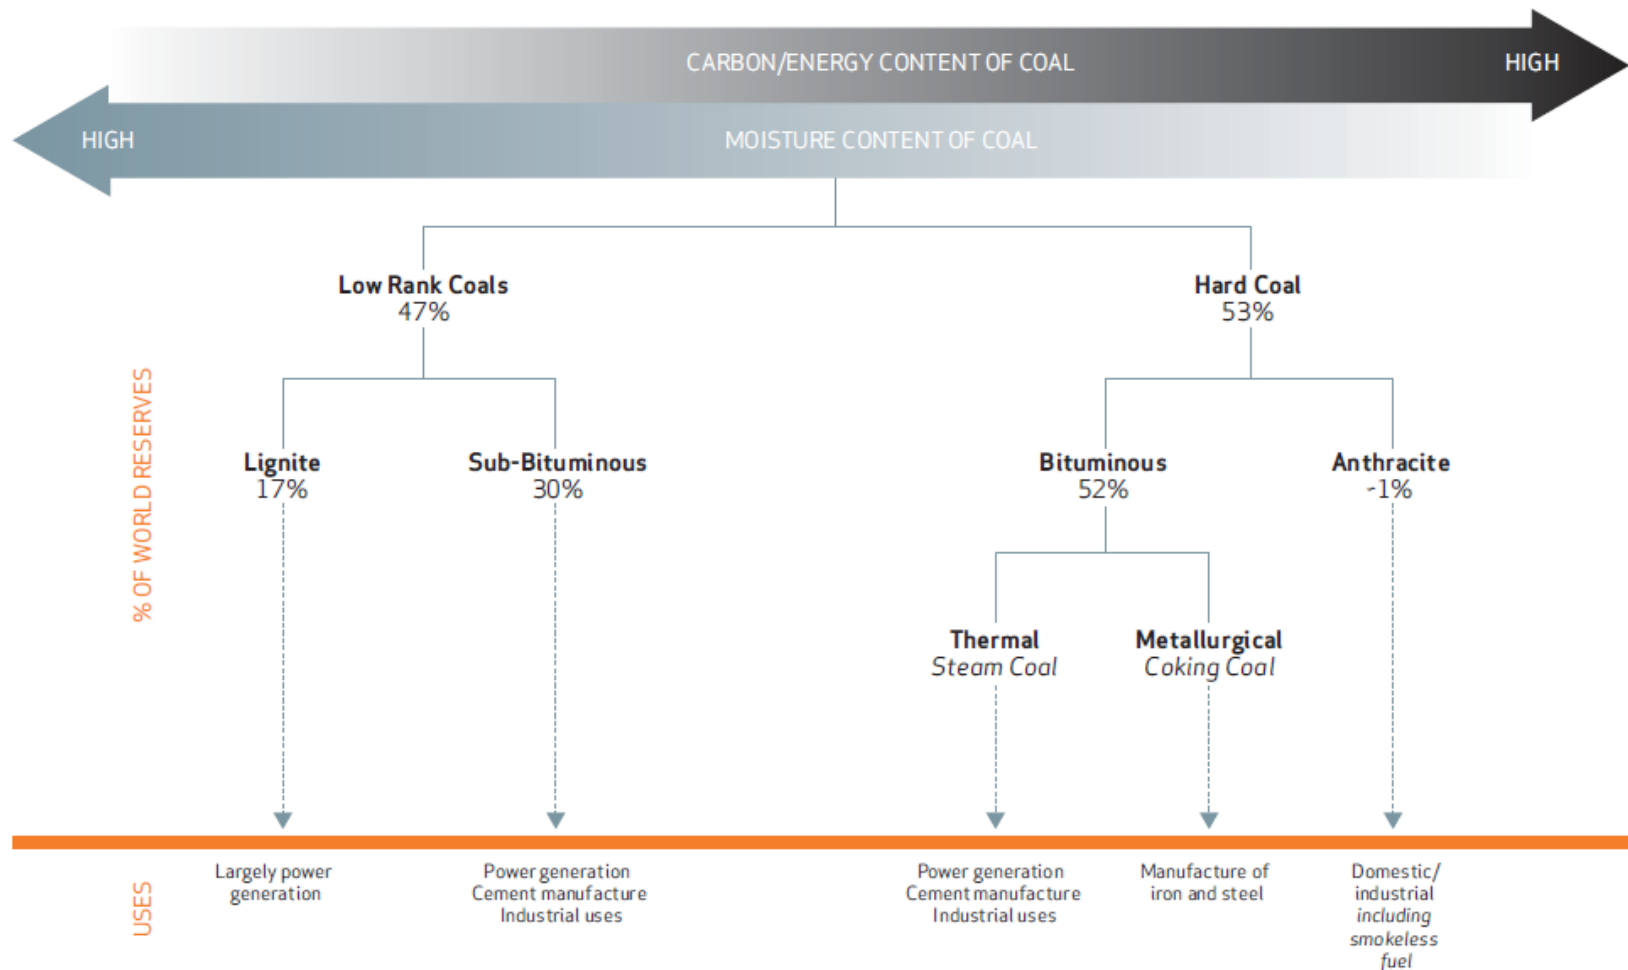 CARBON/ENERGY CONTENT OF COAL
HIGH
HIGH
MOISTURE CONTENT OF COAL
Low Rank Coals
47%
Hard Coal
53%
% OF WORLD RESERVES
Lignite
17%
Sub-Bituminous
30%
Bituminous
52%
Anthracite
~1%
Thermal
Steam Coal
Metallurgical
Coking Coal
USES
Largely power
generation
Power generation
Cement manufacture
Industrial uses
Power generation
Cement manufacture
Industrial uses
Manufacture of
iron and steel
Domestic/
industrial
including
smokeless
fuel